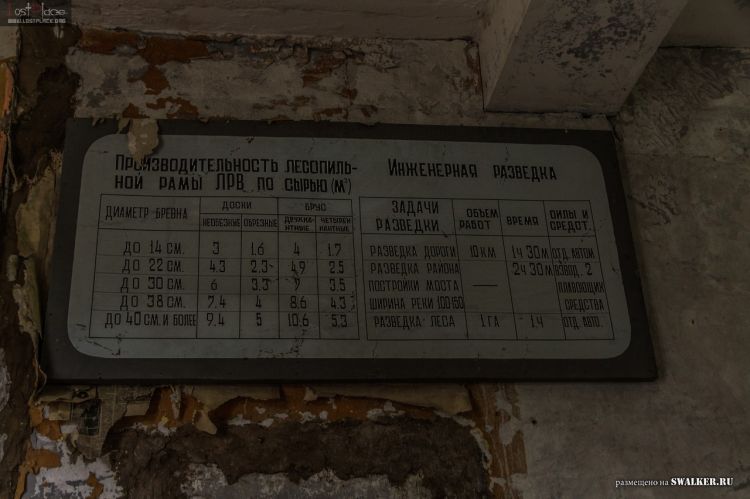 Lost Place
WWW.LOSTPLACE.ORG
ПРОИЗВОДИТЕЛЬНОСТЬ ЛЕСОПИЛЬ-
НОЙ РАМЫ ЛРВ ПО СЫРЬЮ (М³)
ДИАМЕТР БРЕВНА ДОСКИ БРУС
НЕОБРЕЗНЫЕ ОБРЕЗНЫЕ ДВУХКА-НТНЫЕ ЧЕТЫРЕХ КАНТНЫЕ
ДО 14 СМ. 3 1.6 4 1.7
ДО 22 СМ. 4.3 2.3 4.9 2.5
ДО 30 СМ. 6 3.3 7 3.5
ДО 38 СМ. 7.4 4 8.6 4.3
ДО 40 СМ. И БОЛЕЕ 9.4 5 10.6 5.3
ИНЖЕНЕРНАЯ РАЗВЕДКА
ЗАДАЧИ РАЗВЕДКИ ОБЪЕМ РАБОТ ВРЕМЯ СИЛЫ И СРЕДСТ.
РАЗВЕДКА ДОРОГИ 10 КМ 1 Ч 30 М ОТД. АВТОМ.
РАЗВЕДКА РАЙОНА 2 Ч 30 М ВЗВОД, 2
ПОСТРОЙКИ МОСТА — ПЛАВАЮЩИХ
ШИРИНА РЕКИ 100-150 СРЕДСТВА
РАЗВЕДКА ЛЕСА 1 ГА 1 Ч ОТД. АВТО.
размещено на SWALKER.RU